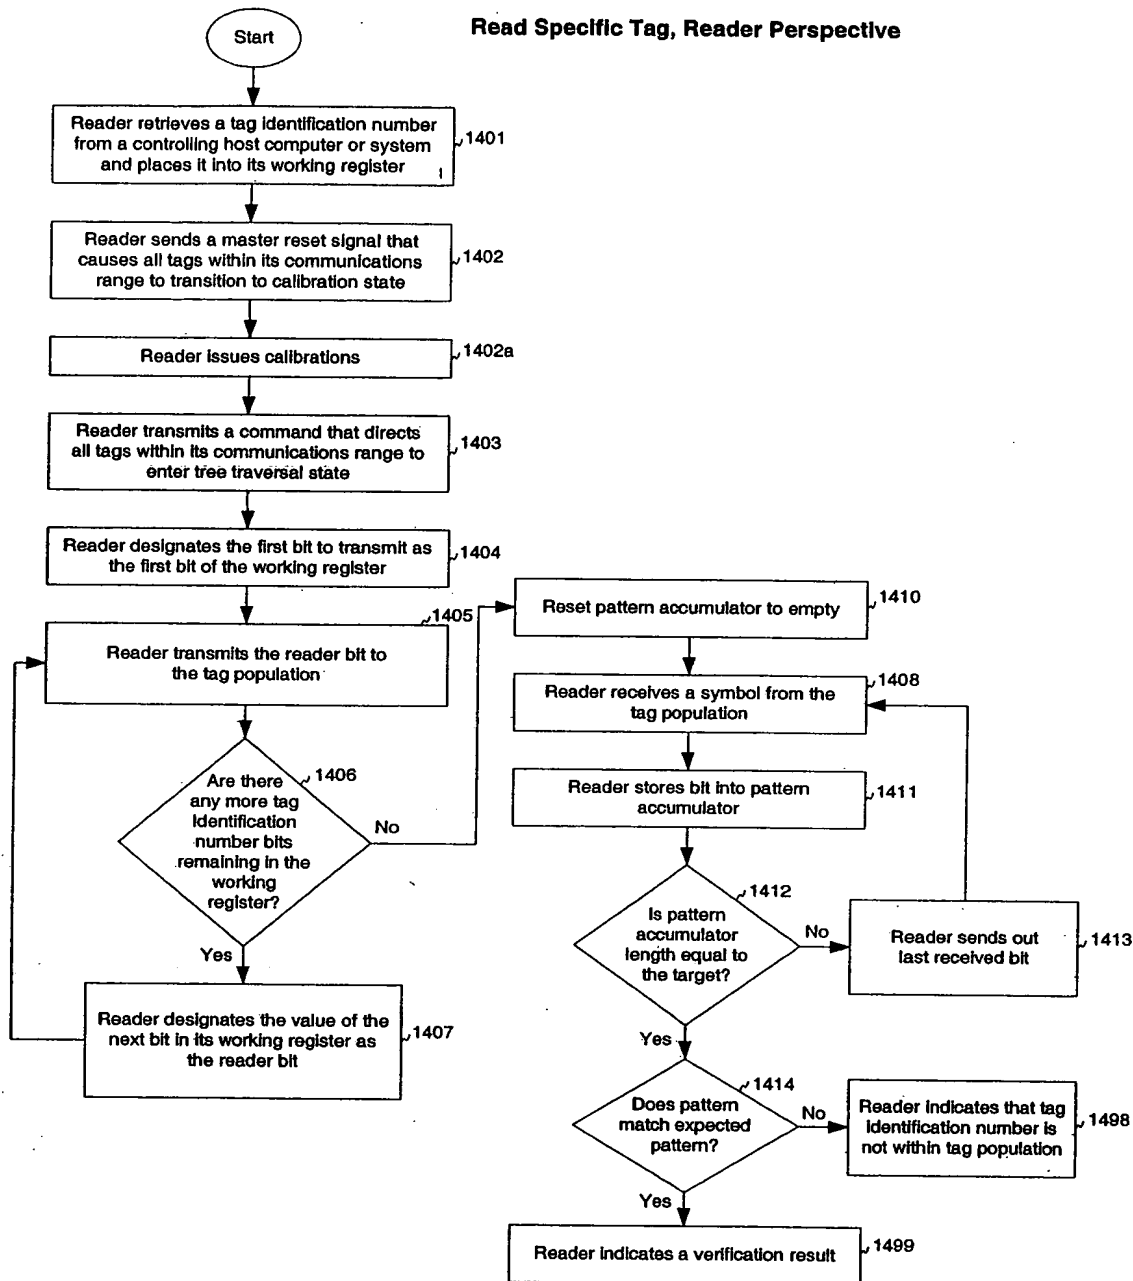 Read Specific Tag, Reader Perspective
Start
Reader retrieves a tag identification number
from a controlling host computer or system
and places it into its working register
1401
Reader sends a master reset signal that
causes all tags within its communications
range to transition to calibration state
1402
Reader issues calibrations
1402a
Reader transmits a command that directs
all tags within its communications range to
enter tree traversal state
1403
Reader designates the first bit to transmit as
the first bit of the working register
1404
1405
Reader transmits the reader bit to
the tag population
1406
Are there
any more tag
identification
number bits
remaining in the
working
register?
No
Yes
Reader designates the value of the
next bit in its working register as
the reader bit
1407
Reset pattern accumulator to empty
1410
Reader receives a symbol from the
tag population
1408
Reader stores bit into pattern
accumulator
1411
1412
Is pattern
accumulator
length equal to
the target?
No
Reader sends out
last received bit
1413
Yes
1414
Does pattern
match expected
pattern?
No
Reader indicates that tag
identification number is
not within tag population
1498
Yes
Reader indicates a verification result
1499